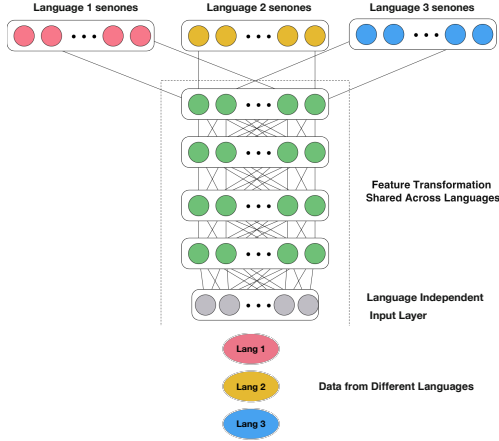 Language 1 senones
Language 2 senones
Language 3 senones
Feature Transformation
Shared Across Languages
Language Independent
Input Layer
Lang 1
Lang 2
Data from Different Languages
Lang 3